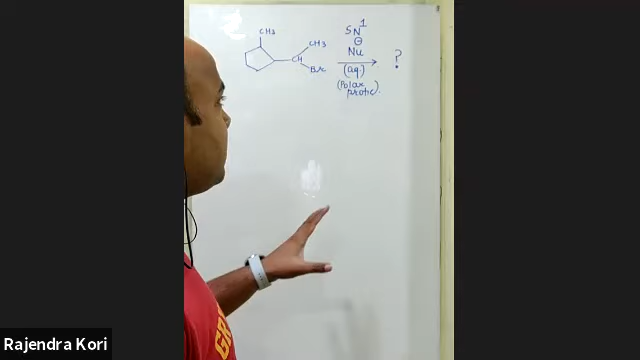 CH3
CH3
CH
Br
SN1
⊖
Nu
(aq.)
(Polar
protic).
?
Rajendra Kori